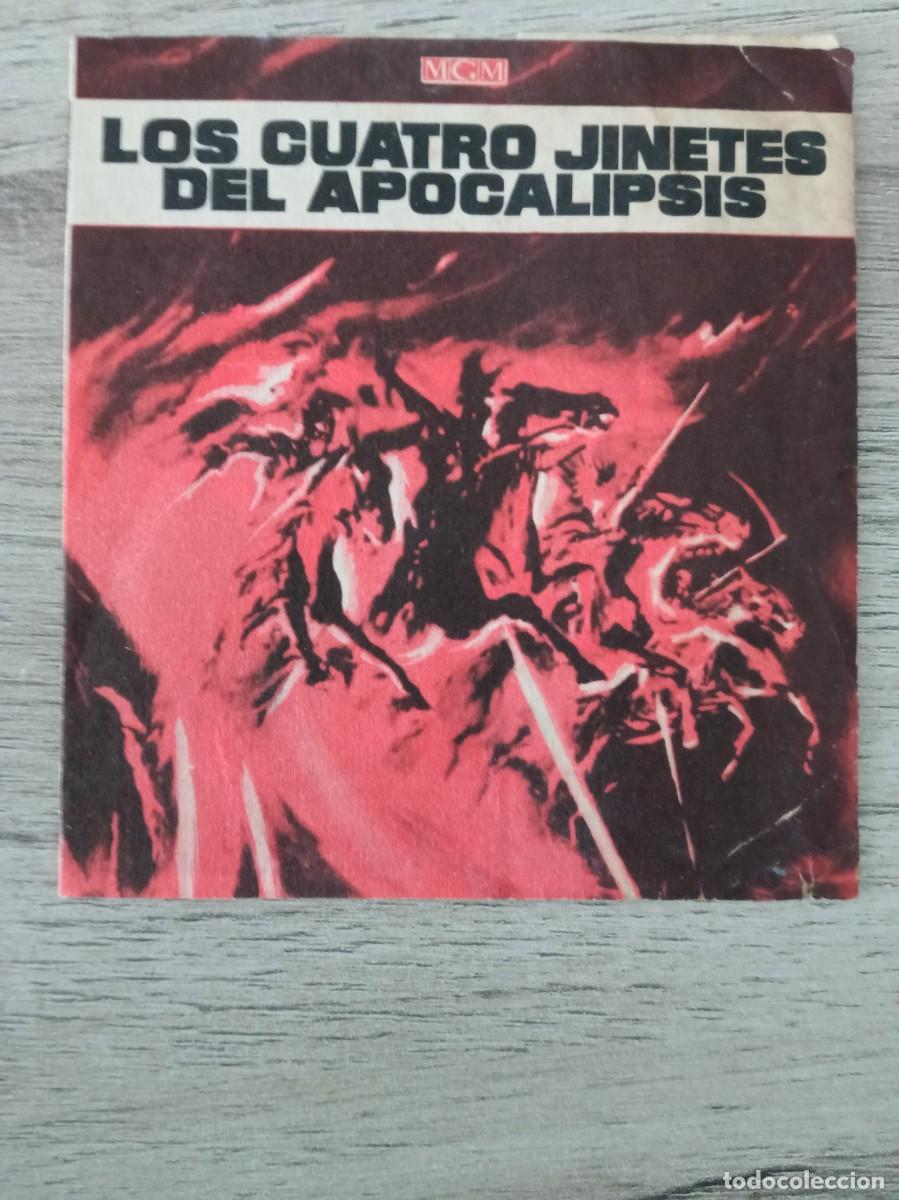 MGM
LOS CUATRO JINETES
DEL APOCALIPSIS
todocoleccion